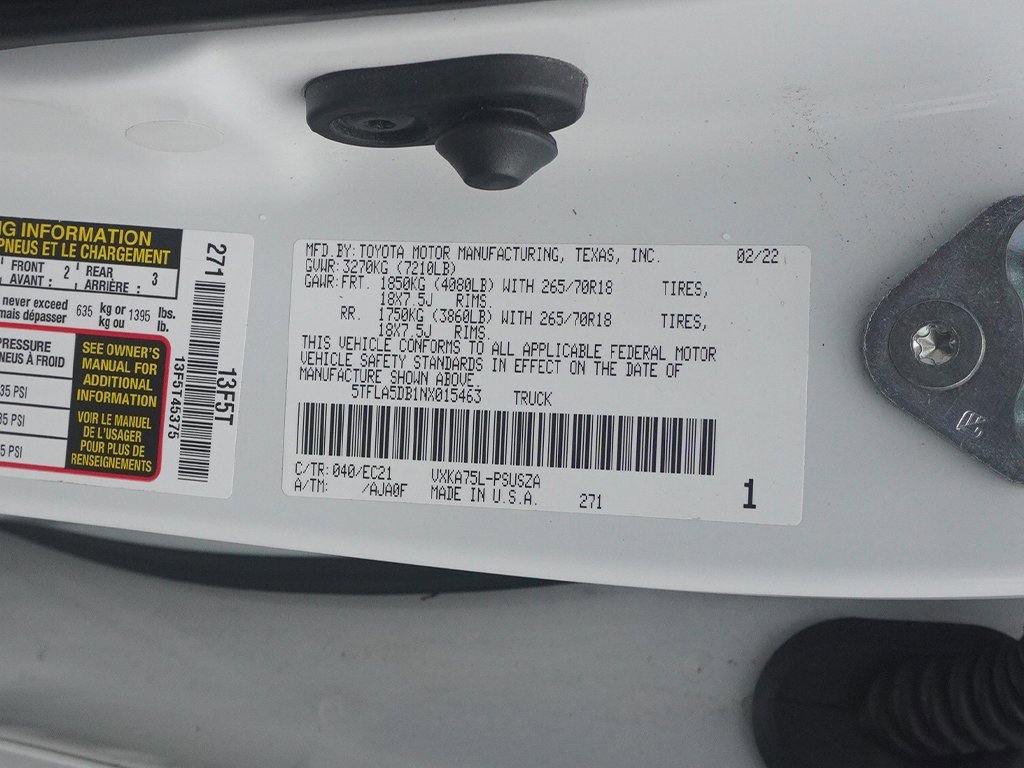 NG INFORMATION
PNEUS ET LE CHARGEMENT
FRONT 2 REAR 3
AVANT : ARRIÈRE :
never exceed 635 kg or 1395 lbs.
mais dépasser kg ou lb.
PRESSURE
NEUS À FROID
35 PSI
35 PSI
5 PSI
SEE OWNER'S
MANUAL FOR
ADDITIONAL
INFORMATION
VOIR LE MANUEL
DE L'USAGER
POUR PLUS DE
RENSEIGNEMENTS
271 13F5T
13F5T145375
MFD.BY:TOYOTA MOTOR MANUFACTURING, TEXAS, INC. 02/22
GVWR:3270KG (7210LB)
GAWR:FRT. 1850KG (4080LB) WITH 265/70R18 TIRES,
18X7.5J RIMS.
RR. 1750KG (3860LB) WITH 265/70R18 TIRES,
18X7.5J RIMS.
THIS VEHICLE CONFORMS TO ALL APPLICABLE FEDERAL MOTOR
VEHICLE SAFETY STANDARDS IN EFFECT ON THE DATE OF
MANUFACTURE SHOWN ABOVE.
5TFLA5DB1NX015463 TRUCK
C/TR:040/EC21 VXKA75L-PSUSZA
A/TM: /AJA0F MADE IN U.S.A. 271 1